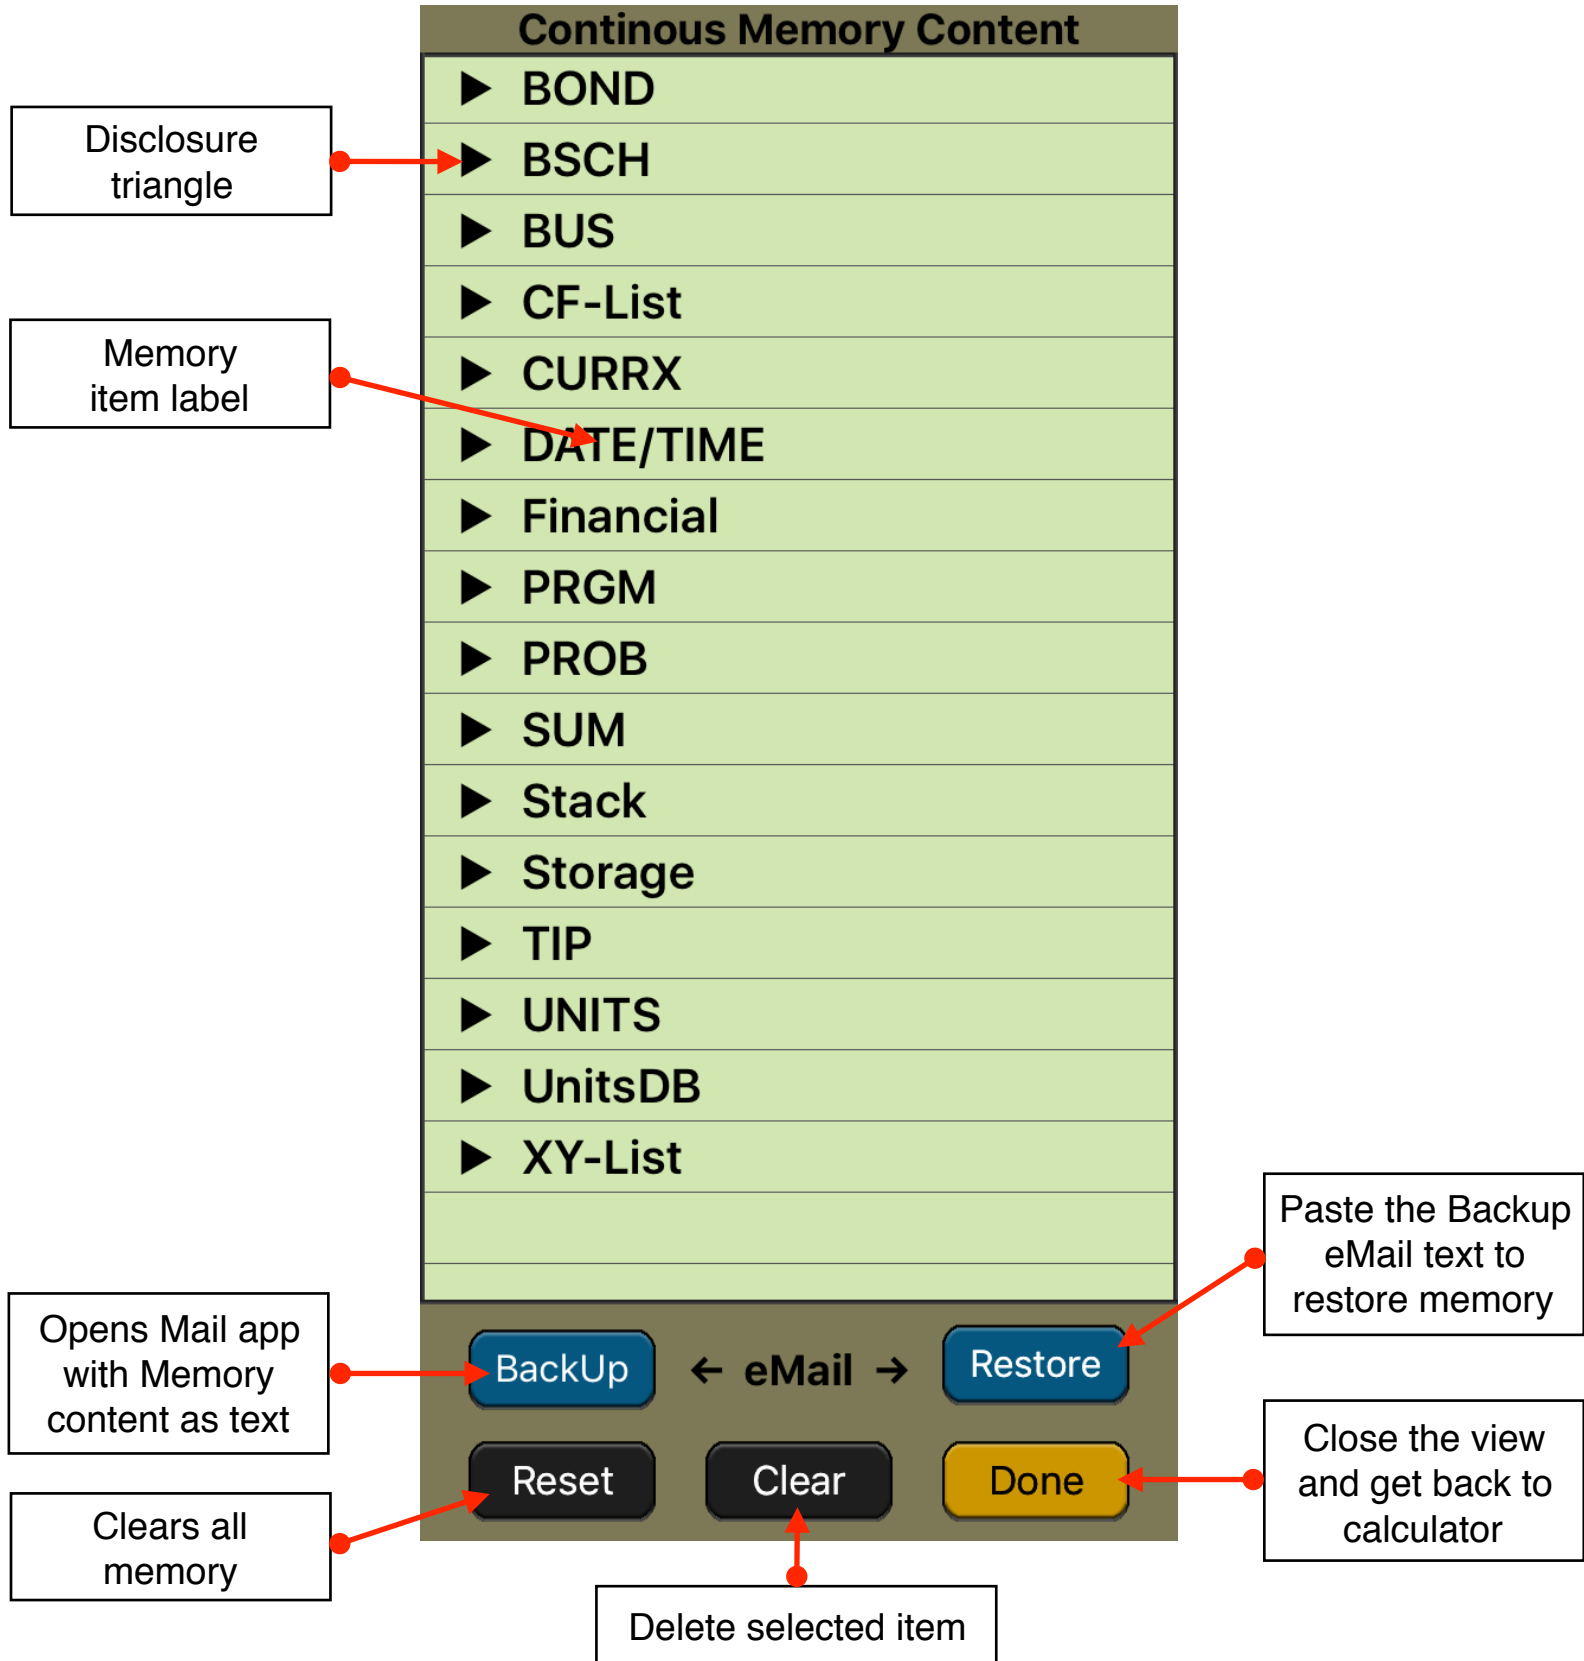 Continous Memory Content
BOND
BSCH
BUS
CF-List
CURRX
DATE/TIME
Financial
PRGM
PROB
SUM
Stack
Storage
TIP
UNITS
UnitsDB
XY-List
Disclosure
triangle
Memory
item label
Opens Mail app
with Memory
content as text
Clears all
memory
BackUp
← eMail →
Restore
Reset
Clear
Done
Paste the Backup
eMail text to
restore memory
Close the view
and get back to
calculator
Delete selected item